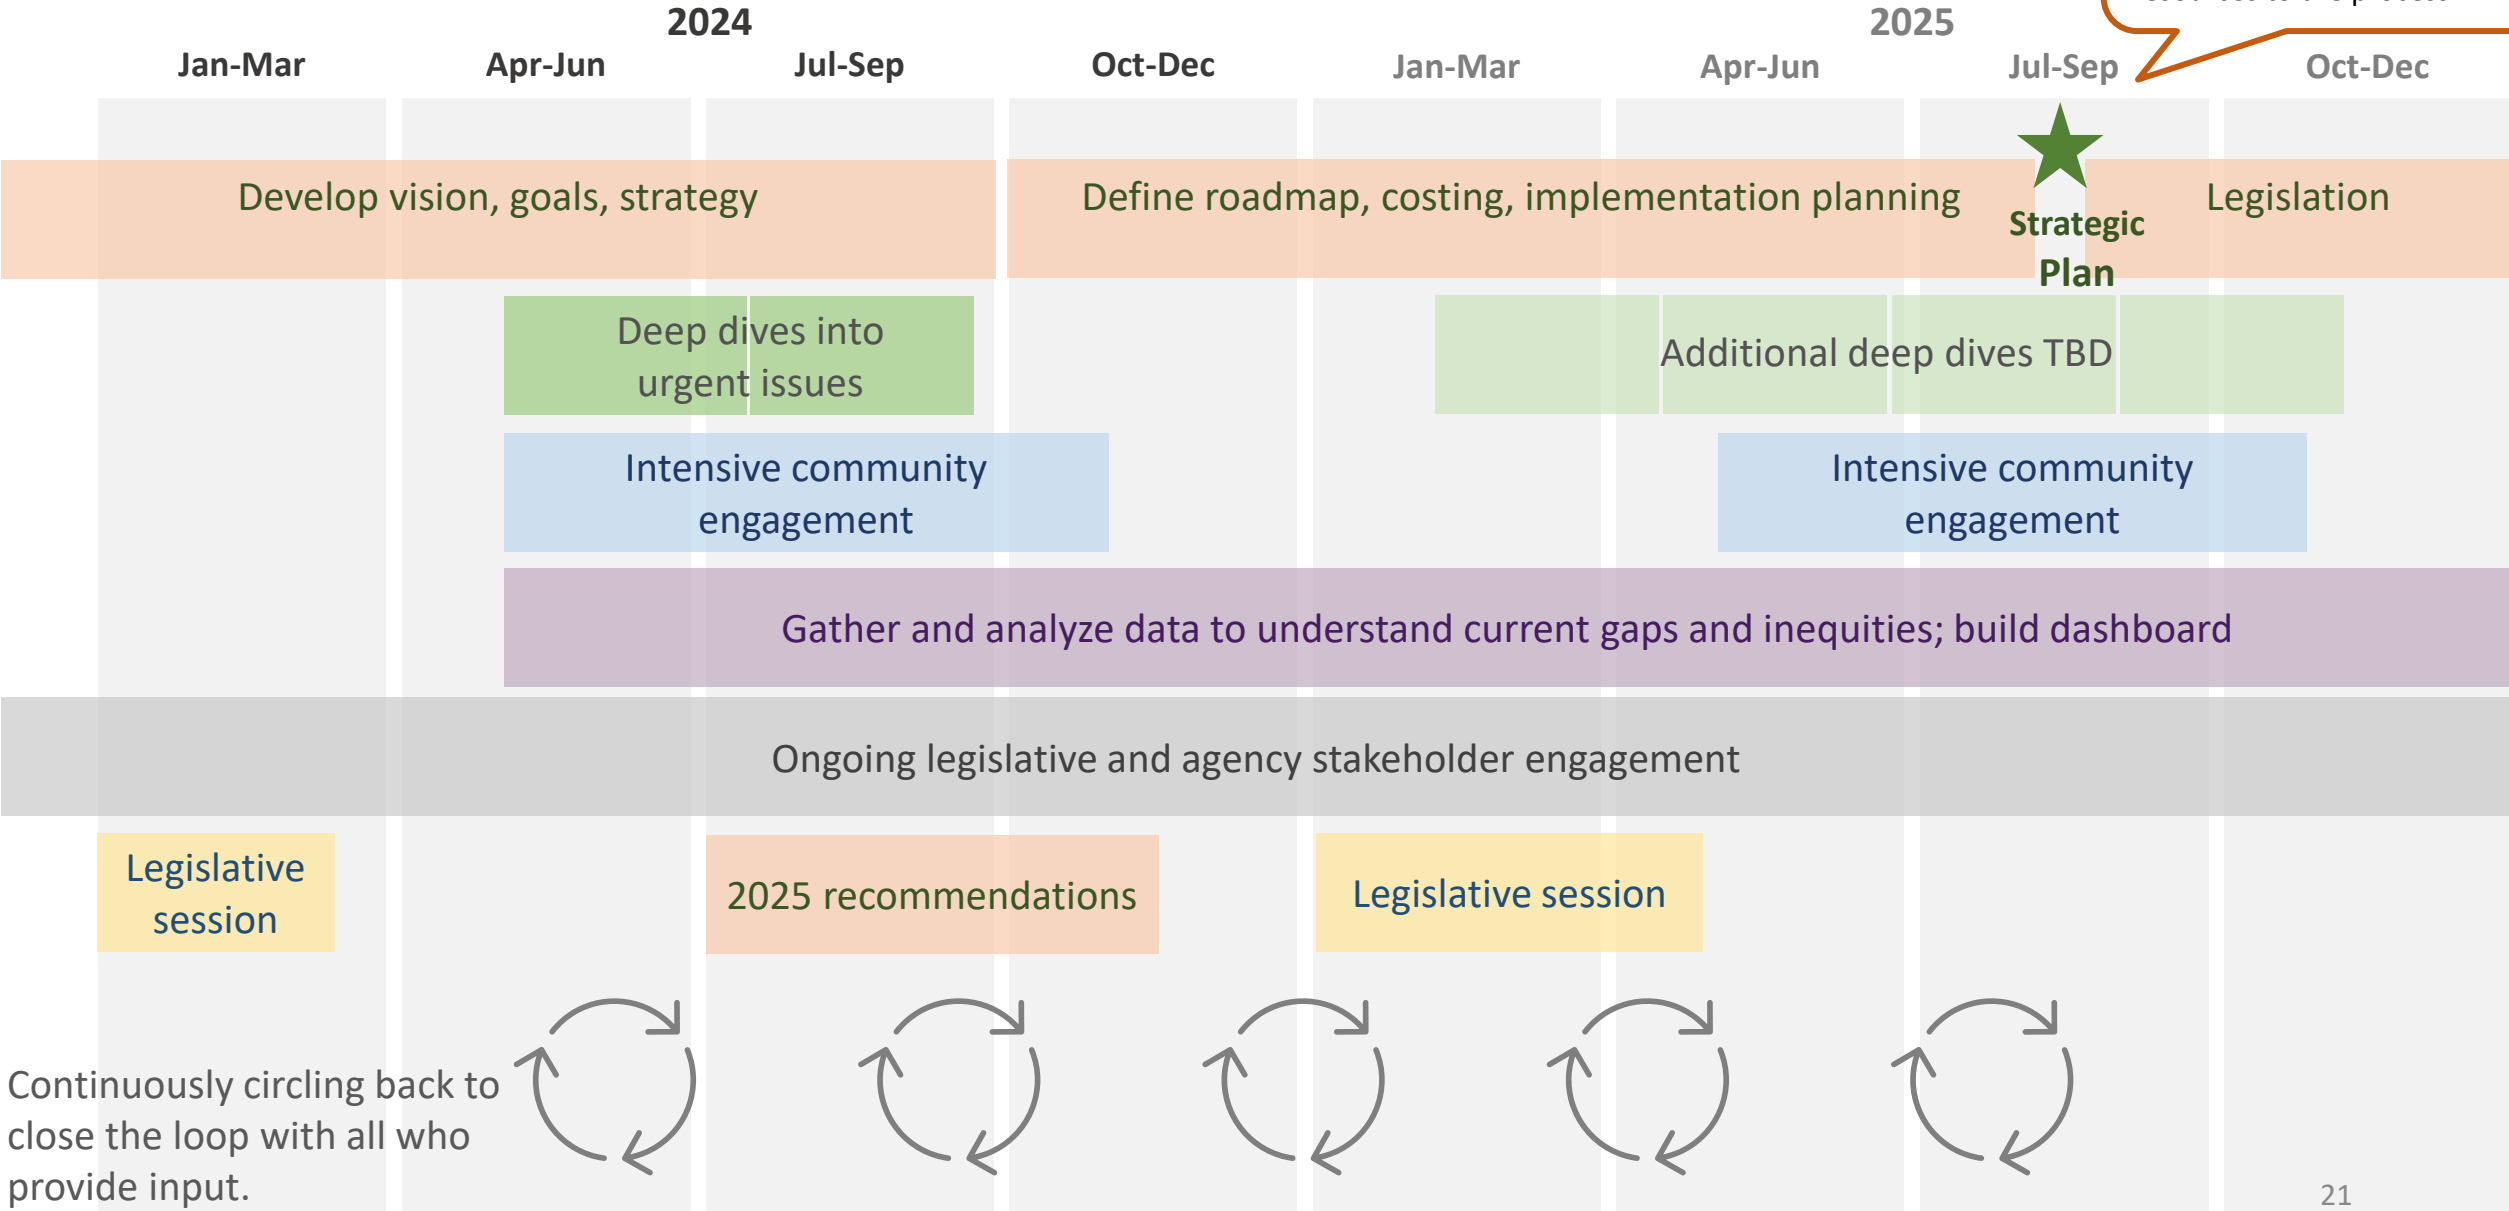 2024
2025
Jan-Mar
Apr-Jun
Jul-Sep
Oct-Dec
Jan-Mar
Apr-Jun
Jul-Sep
Oct-Dec
Develop vision, goals, strategy
Define roadmap, costing, implementation planning
Strategic
Plan
Legislation
Deep dives into
urgent issues
Additional deep dives TBD
Intensive community
engagement
Intensive community
engagement
Gather and analyze data to understand current gaps and inequities; build dashboard
Ongoing legislative and agency stakeholder engagement
Legislative
session
2025 recommendations
Legislative session
Continuously circling back to
close the loop with all who
provide input.
21